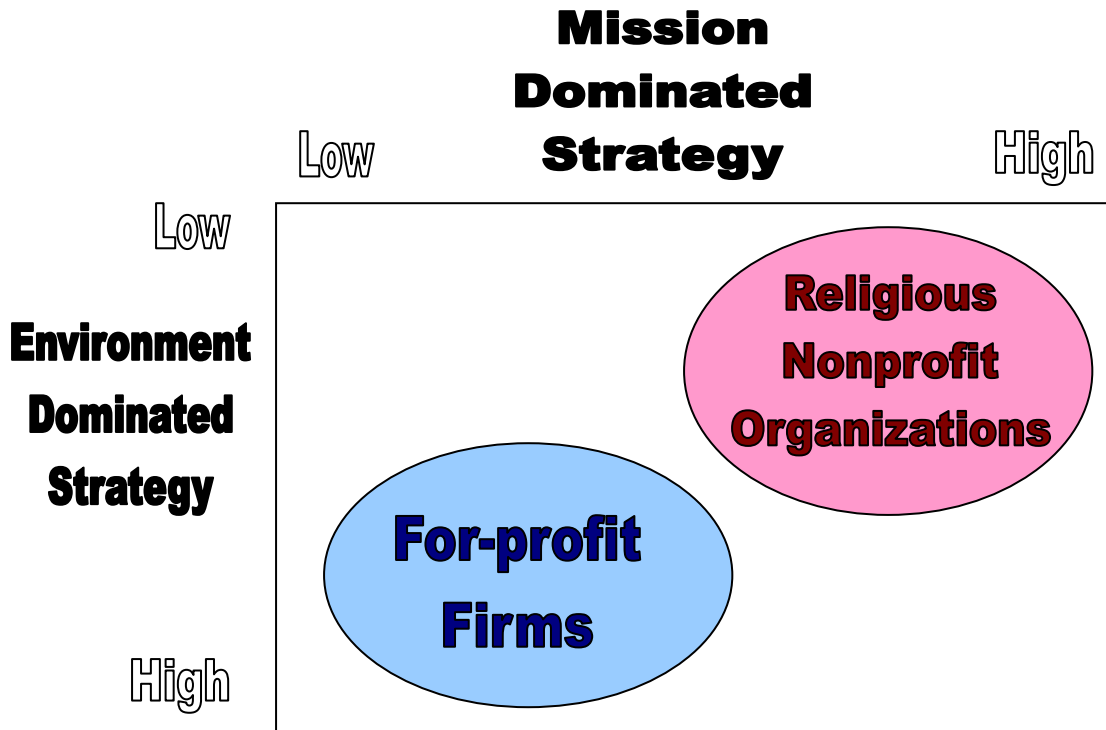 Mission
Dominated
Strategy
Low
High
Low
Environment
Dominated
Strategy
High
Religious
Nonprofit
Organizations
For-profit
Firms